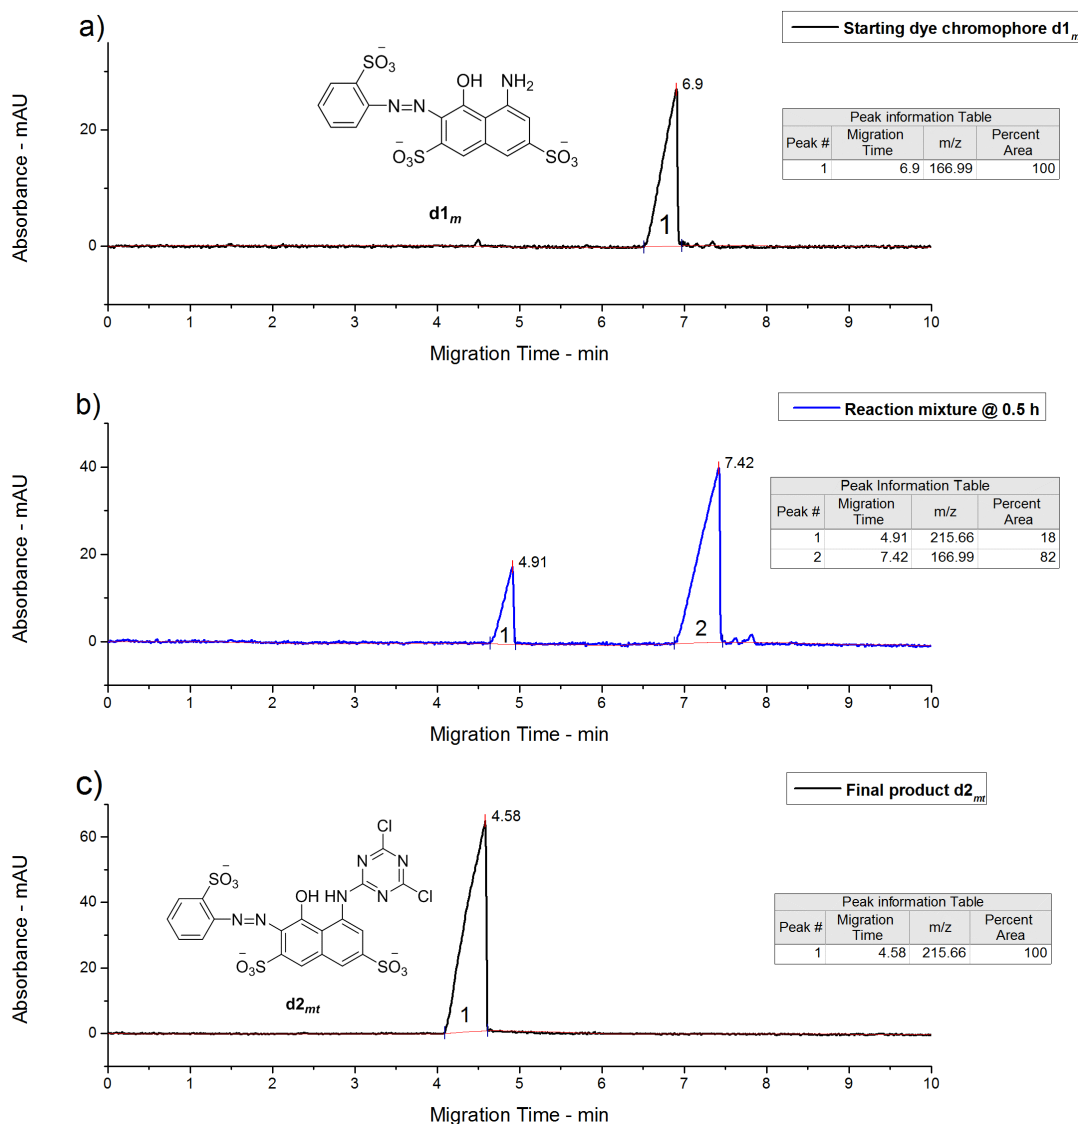 a)
Starting dye chromophore d1m
Absorbance - mAU
20
0
SO3−
N=N
OH
NH2
−O3S
SO3−
d1m
6.9
1
Peak information Table
Peak # Migration Time m/z Percent Area
1 6.9 166.99 100
0 1 2 3 4 5 6 7 8 9 10
Migration Time - min
b)
Reaction mixture @ 0.5 h
Absorbance - mAU
40
20
0
4.91
1
7.42
2
Peak Information Table
Peak # Migration Time m/z Percent Area
1 4.91 215.66 18
2 7.42 166.99 82
0 1 2 3 4 5 6 7 8 9 10
Migration Time - min
c)
Final product d2mt
Absorbance - mAU
60
40
20
0
Cl
N N
N
Cl
HN
OH
SO3−
N=N
−O3S
SO3−
d2mt
4.58
1
Peak information Table
Peak # Migration Time m/z Percent Area
1 4.58 215.66 100
0 1 2 3 4 5 6 7 8 9 10
Migration Time - min